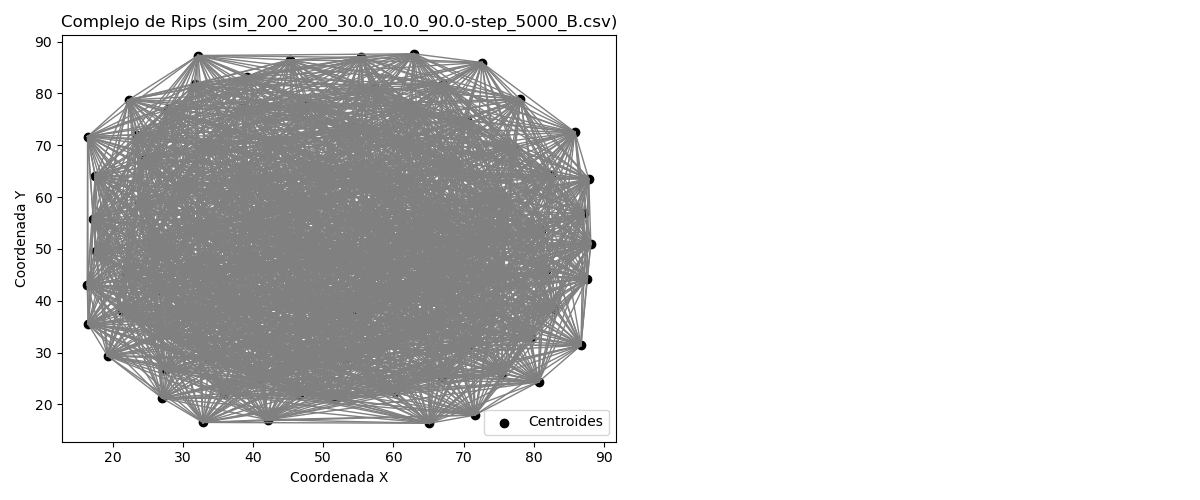 Complejo de Rips (sim_200_200_30.0_10.0_90.0-step_5000_B.csv)
90
80
70
60
50
40
30
20
Coordenada Y
Centroides
20 30 40 50 60 70 80 90
Coordenada X